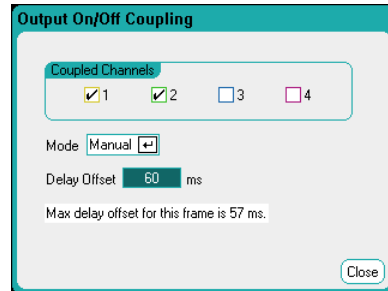 Output On/Off Coupling
Coupled Channels
1 2 3 4
Mode Manual
Delay Offset 60 ms
Max delay offset for this frame is 57 ms.
Close